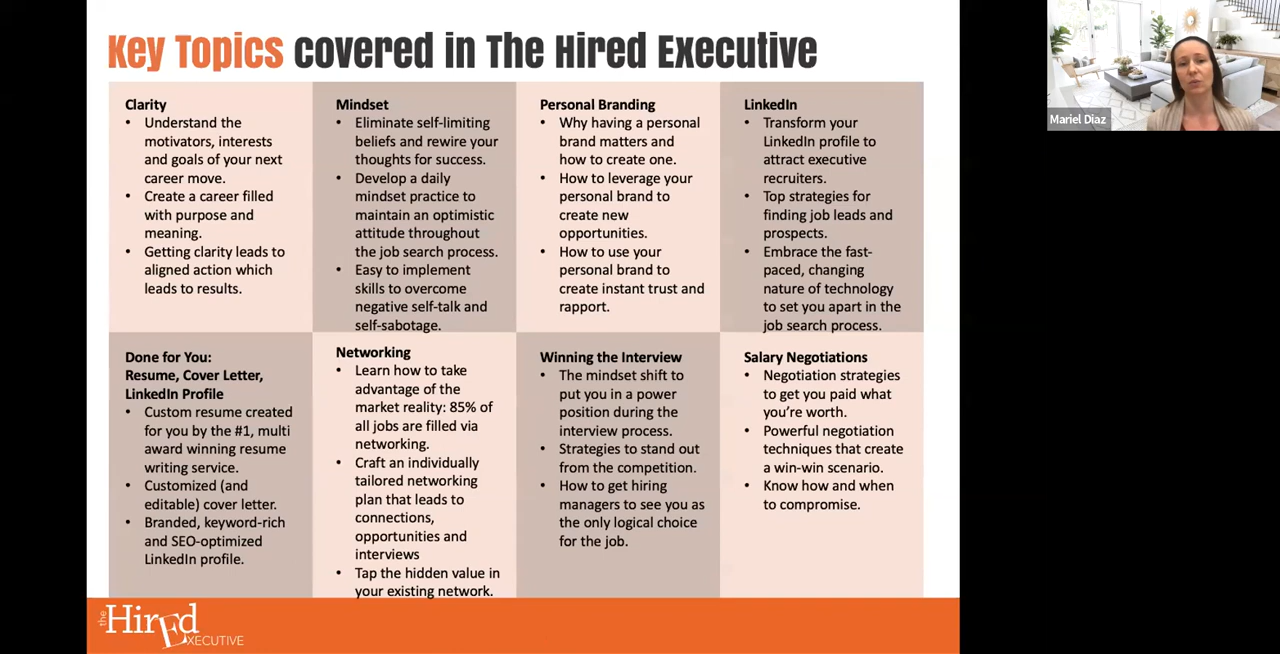 Key Topics covered in The Hired Executive
Clarity
• Understand the
motivators, interests
and goals of your next
career move.
• Create a career filled
with purpose and
meaning.
• Getting clarity leads to
aligned action which
leads to results.
Mindset
• Eliminate self-limiting
beliefs and rewire your
thoughts for success.
• Develop a daily
mindset practice to
maintain an optimistic
attitude throughout
the job search process.
• Easy to implement
skills to overcome
negative self-talk and
self-sabotage.
Personal Branding
• Why having a personal
brand matters and
how to create one.
• How to leverage your
personal brand to
create new
opportunities.
• How to use your
personal brand to
create instant trust and
rapport.
LinkedIn
• Transform your
LinkedIn profile to
attract executive
recruiters.
• Top strategies for
finding job leads and
prospects.
• Embrace the fast-
paced, changing
nature of technology
to set you apart in the
job search process.
Done for You:
Resume, Cover Letter,
LinkedIn Profile
• Custom resume created
for you by the #1, multi
award winning resume
writing service.
• Customized (and
editable) cover letter.
• Branded, keyword-rich
and SEO-optimized
LinkedIn profile.
Networking
• Learn how to take
advantage of the
market reality: 85% of
all jobs are filled via
networking.
• Craft an individually
tailored networking
plan that leads to
connections,
opportunities and
interviews
• Tap the hidden value in
your existing network.
Winning the Interview
• The mindset shift to
put you in a power
position during the
interview process.
• Strategies to stand out
from the competition.
• How to get hiring
managers to see you as
the only logical choice
for the job.
Salary Negotiations
• Negotiation strategies
to get you paid what
you're worth.
• Powerful negotiation
techniques that create
a win-win scenario.
• Know how and when
to compromise.
the HirEd
EXECUTIVE
Mariel Diaz